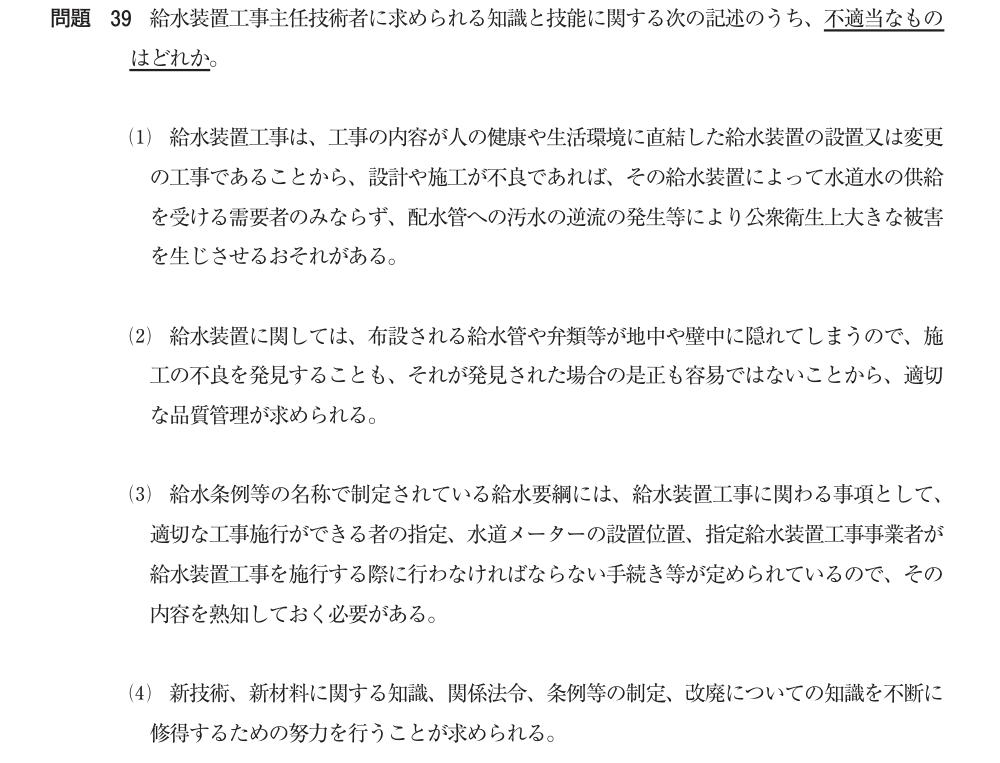 問題 39 給水装置工事主任技術者に求められる知識と技能に関する次の記述のうち、不適当なもの
はどれか。
⑴ 給水装置工事は、工事の内容が人の健康や生活環境に直結した給水装置の設置又は変更
の工事であることから、設計や施工が不良であれば、その給水装置によって水道水の供給
を受ける需要者のみならず、配水管への汚水の逆流の発生等により公衆衛生上大きな被害
を生じさせるおそれがある。
⑵ 給水装置に関しては、布設される給水管や弁類等が地中や壁中に隠れてしまうので、施
工の不良を発見することも、それが発見された場合の是正も容易ではないことから、適切
な品質管理が求められる。
⑶ 給水条例等の名称で制定されている給水要綱には、給水装置工事に関わる事項として、
適切な工事施行ができる者の指定、水道メーターの設置位置、指定給水装置工事事業者が
給水装置工事を施行する際に行わなければならない手続き等が定められているので、その
内容を熟知しておく必要がある。
⑷ 新技術、新材料に関する知識、関係法令、条例等の制定、改廃についての知識を不断に
修得するための努力を行うことが求められる。